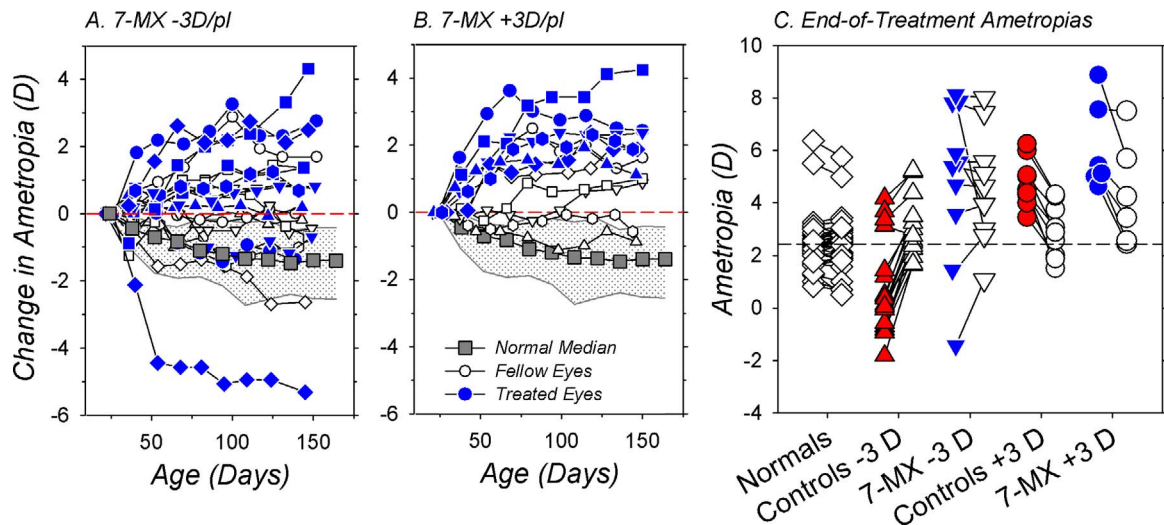 A. 7-MX -3D/pl
B. 7-MX +3D/pl
C. End-of-Treatment Ametropias
Change in Ametropia (D)
4
2
0
-2
-4
-6
50
100
150
Age (Days)
4
2
0
-2
-4
-6
Normal Median
Fellow Eyes
Treated Eyes
50
100
150
Age (Days)
Ametropia (D)
10
8
6
4
2
0
-2
-4
Normals
Controls -3 D
7-MX -3 D
Controls +3 D
7-MX +3 D